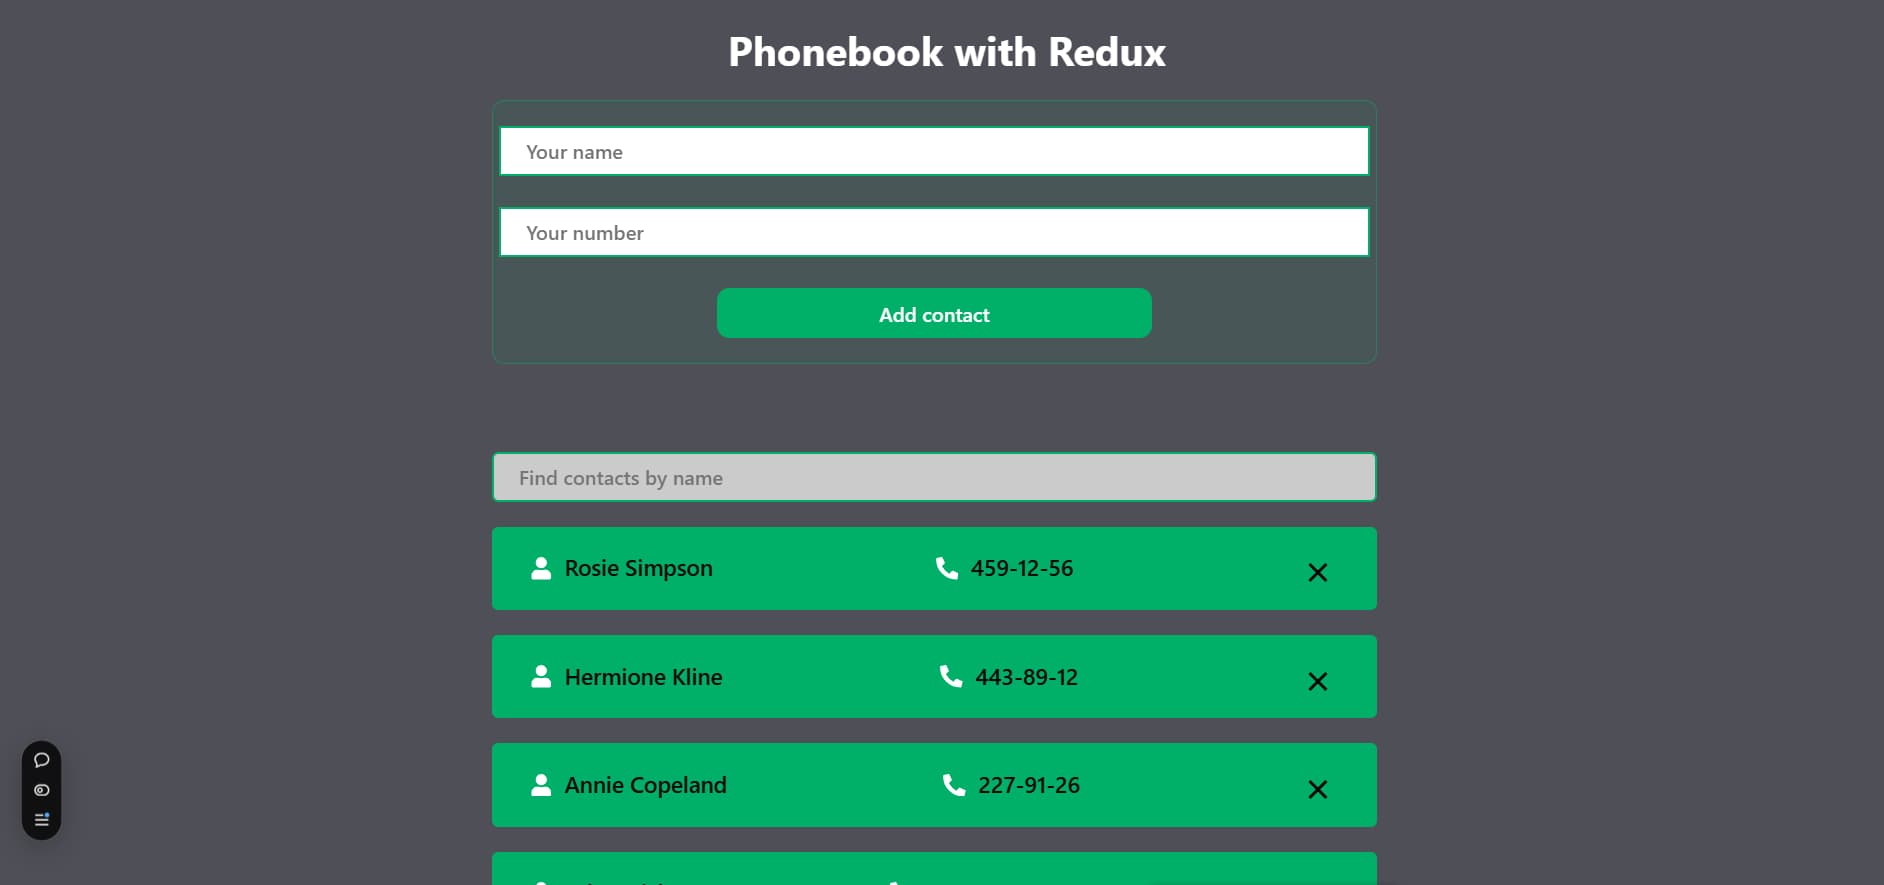 Phonebook with Redux
Your name
Your number
Add contact
Find contacts by name
Rosie Simpson 459-12-56
Hermione Kline 443-89-12
Annie Copeland 227-91-26